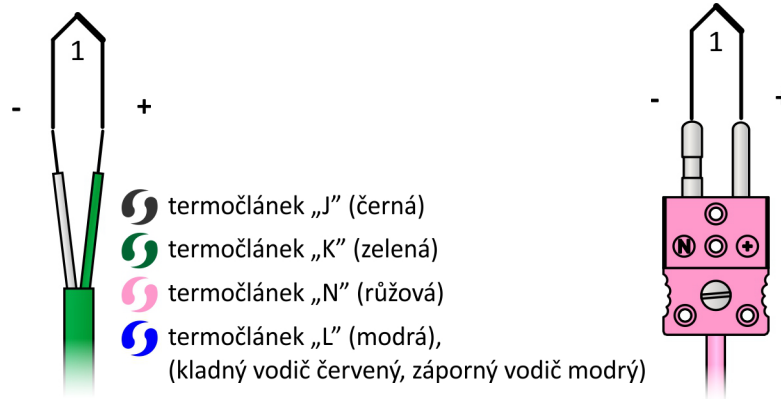 1
1
- +
- -
termočlánek „J” (černá)
termočlánek „K” (zelená)
N +
termočlánek „N” (růžová)
termočlánek „L” (modrá),
(kladný vodič červený, záporný vodič modrý)